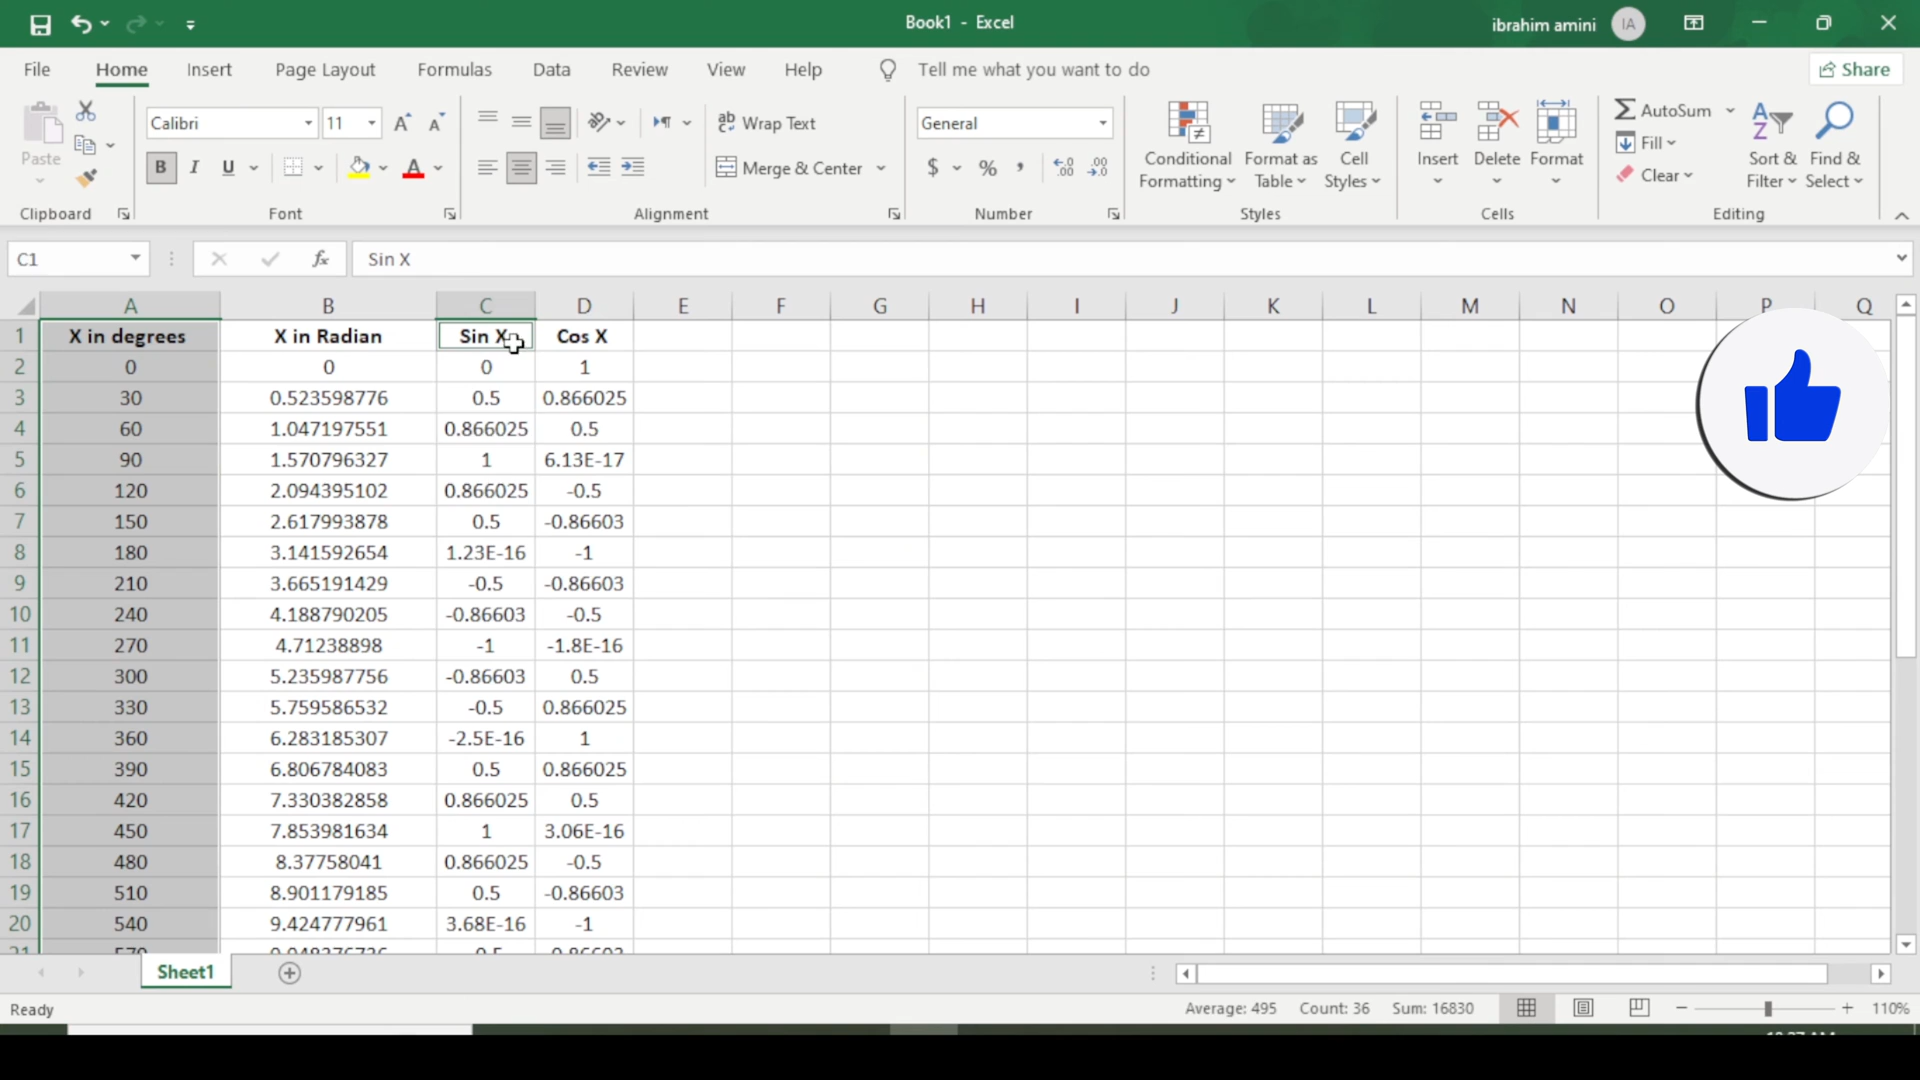 Book1 - Excel
ibrahim amini IA
File Home Insert Page Layout Formulas Data Review View Help Tell me what you want to do Share
Paste
Calibri 11
B I U A
Wrap Text
Merge & Center
General
$ % ,
Conditional Formatting
Format as Table
Cell Styles
Insert Delete Format
AutoSum
Fill
Clear
Sort & Filter
Find & Select
Clipboard Font Alignment Number Styles Cells Editing
C1 fx Sin X
A B C D E F G H I J K L M N O P Q
1 X in degrees X in Radian Sin X Cos X
2 0 0 0 1
3 30 0.523598776 0.5 0.866025
4 60 1.047197551 0.866025 0.5
5 90 1.570796327 1 6.13E-17
6 120 2.094395102 0.866025 -0.5
7 150 2.617993878 0.5 -0.86603
8 180 3.141592654 1.23E-16 -1
9 210 3.665191429 -0.5 -0.86603
10 240 4.188790205 -0.86603 -0.5
11 270 4.71238898 -1 -1.8E-16
12 300 5.235987756 -0.86603 0.5
13 330 5.759586532 -0.5 0.866025
14 360 6.283185307 -2.5E-16 1
15 390 6.806784083 0.5 0.866025
16 420 7.330382858 0.866025 0.5
17 450 7.853981634 1 3.06E-16
18 480 8.37758041 0.866025 -0.5
19 510 8.901179185 0.5 -0.86603
20 540 9.424777961 3.68E-16 -1
Sheet1
Ready Average: 495 Count: 36 Sum: 16830 110%